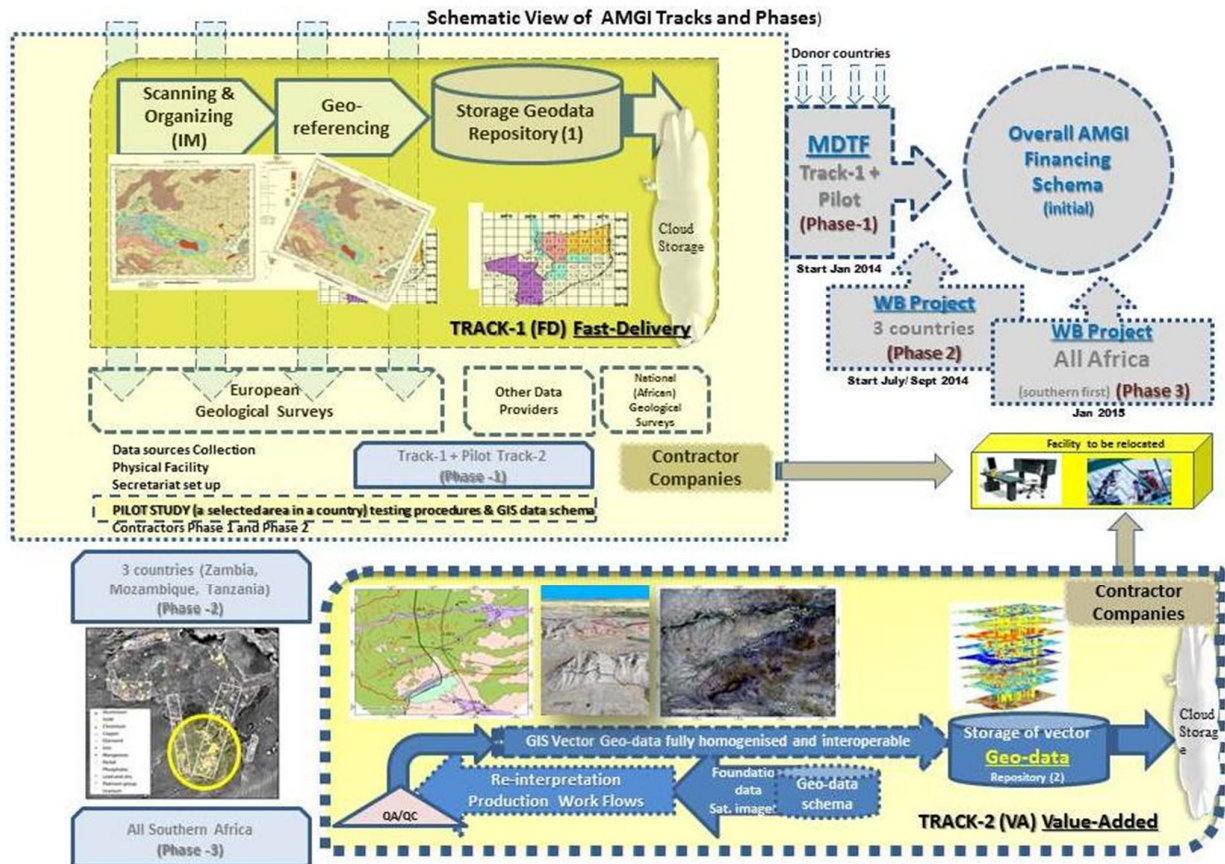 Schematic View of AMGI Tracks and Phases)
Scanning &
Organizing
(IM)
Geo-
referencing
Storage Geodata
Repository (1)
Cloud
Storage
TRACK-1 (FD) Fast-Delivery
European
Geological Surveys
Other Data
Providers
National
(African)
Geological
Surveys
Data sources Collection
Physical Facility
Secretariat set up
Track-1 + Pilot Track-2
(Phase -1)
Contractor
Companies
PILOT STUDY (a selected area in a country) testing procedures & GIS data schema
Contractors Phase 1 and Phase 2
Donor countries
MDTF
Track-1 +
Pilot
(Phase-1)
Start Jan 2014
Overall AMGI
Financing
Schema
(initial)
WB Project
3 countries
(Phase 2)
Start July/ Sept 2014
WB Project
All Africa
(southern first) (Phase 3)
Jan 2015
Facility to be relocated
3 countries (Zambia,
Mozambique, Tanzania)
(Phase -2)
All Southern Africa
(Phase -3)
Contractor
Companies
GIS Vector Geo-data fully homogenised and interoperable
Storage of vector
Geo-data
Repository (2)
Cloud
Storag
e
Re-interpretation
Production Work Flows
Foundatio
data
Sat. image
Geo-data
schema
QA/QC
TRACK-2 (VA) Value-Added